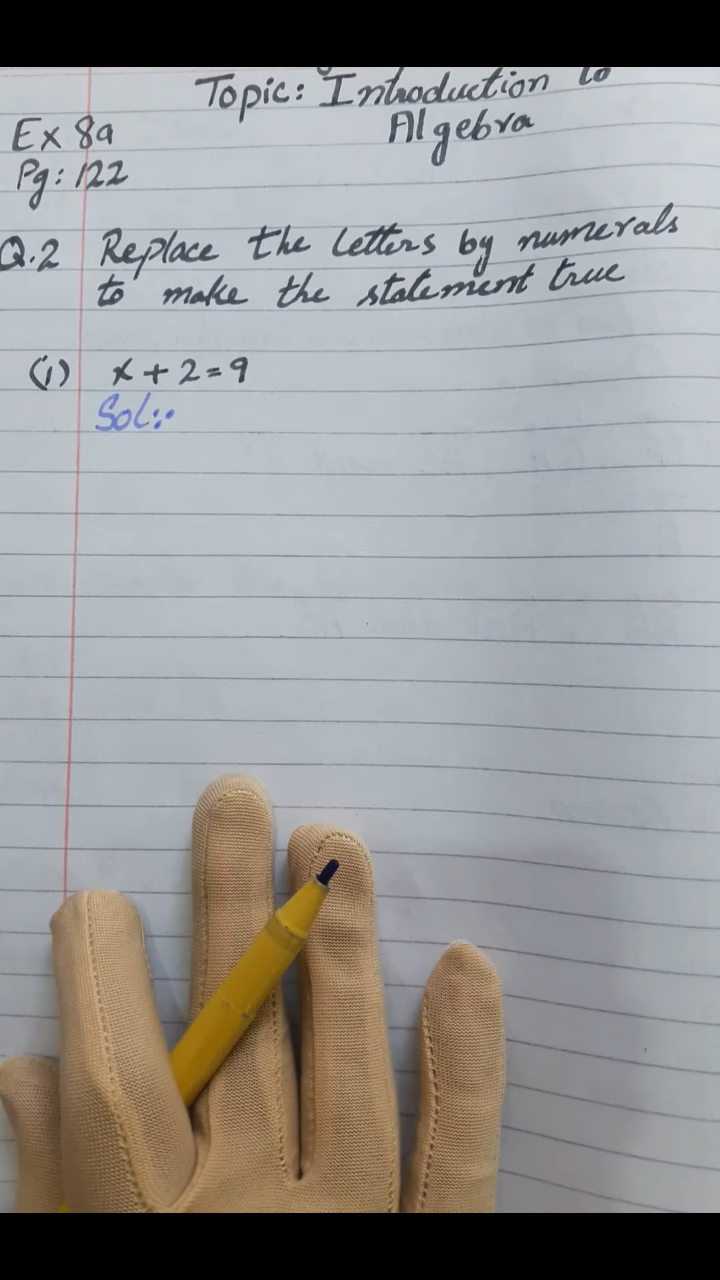 Topic: Introduction to
Algebra
Ex 8a
Pg: 122
Q.2 Replace the letters by numerals
to make the statement true
(i) x + 2 = 9
Sol:.